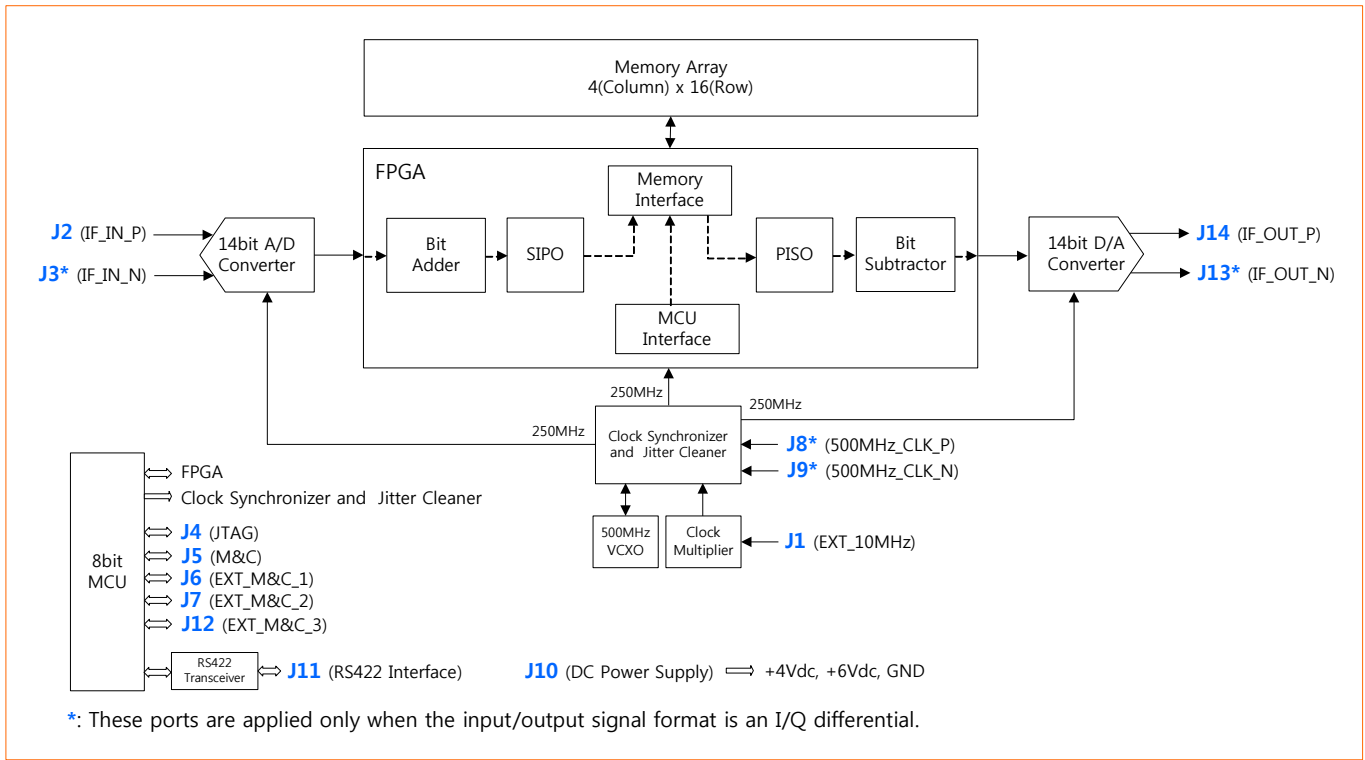 Memory Array
4(Column) x 16(Row)
FPGA
Memory
Interface
J2 (IF_IN_P)
J3* (IF_IN_N)
14bit A/D
Converter
Bit
Adder
SIPO
PISO
Bit
Subtractor
14bit D/A
Converter
J14 (IF_OUT_P)
J13* (IF_OUT_N)
MCU
Interface
250MHz
250MHz
250MHz
Clock Synchronizer
and Jitter Cleaner
J8* (500MHz_CLK_P)
J9* (500MHz_CLK_N)
500MHz
VCXO
Clock
Multiplier
J1 (EXT_10MHz)
8bit
MCU
FPGA
Clock Synchronizer and Jitter Cleaner
J4 (JTAG)
J5 (M&C)
J6 (EXT_M&C_1)
J7 (EXT_M&C_2)
J12 (EXT_M&C_3)
RS422
Transceiver
J11 (RS422 Interface)
J10 (DC Power Supply)
+4Vdc, +6Vdc, GND
*: These ports are applied only when the input/output signal format is an I/Q differential.